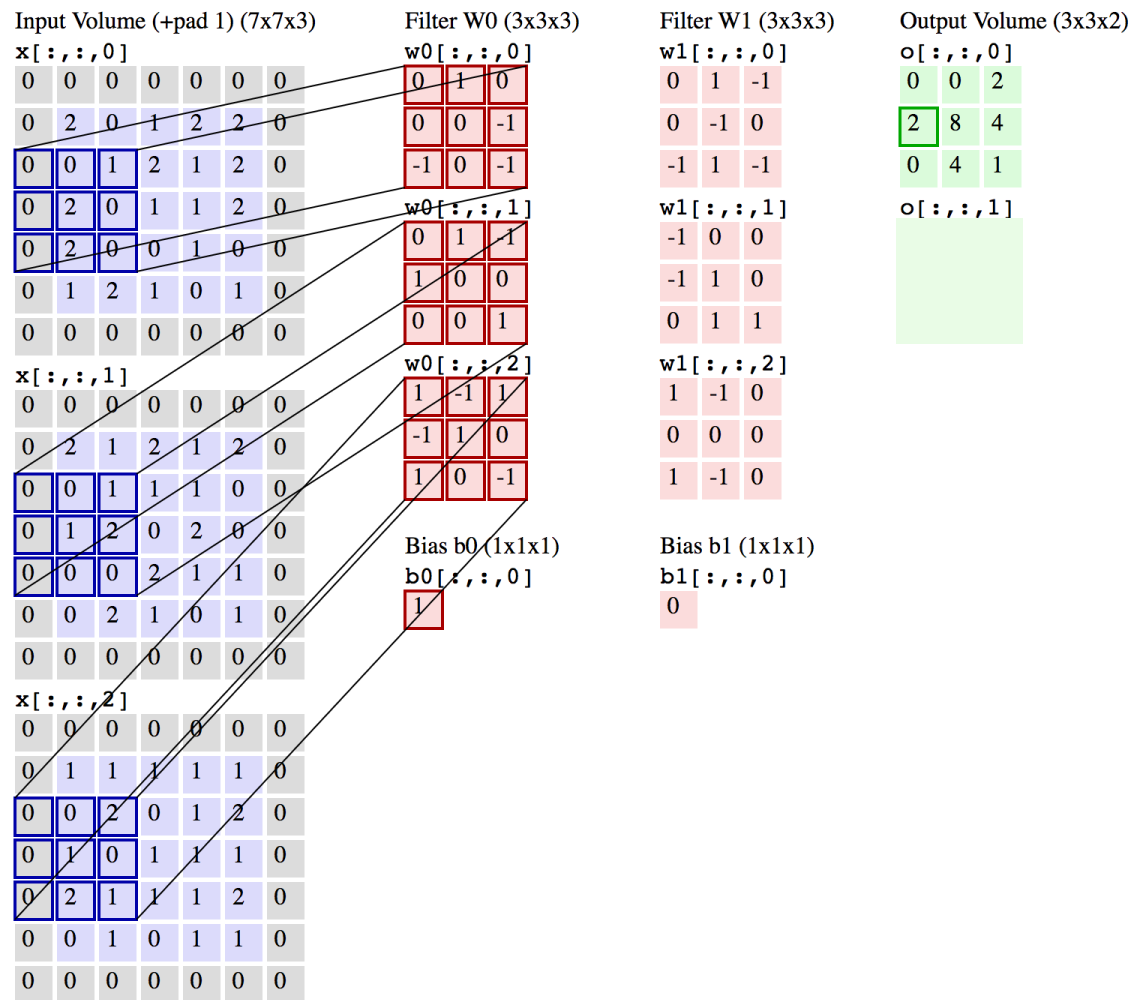 Input Volume (+pad 1) (7x7x3)
x[:,:,0]
0 0 0 0 0 0 0
0 2 0 1 2 2 0
0 0 1 2 1 2 0
0 2 0 1 1 2 0
0 2 0 0 1 0 0
0 1 2 1 0 1 0
0 0 0 0 0 0 0
x[:,:,1]
0 0 0 0 0 0 0
0 2 1 2 1 2 0
0 0 1 1 1 0 0
0 1 2 0 2 0 0
0 0 0 2 1 1 0
0 0 2 1 0 1 0
0 0 0 0 0 0 0
x[:,:,2]
0 0 0 0 0 0 0
0 1 1 1 1 1 0
0 0 2 0 1 2 0
0 1 0 1 1 1 0
0 2 1 1 1 2 0
0 0 1 0 1 1 0
0 0 0 0 0 0 0
Filter W0 (3x3x3)
w0[:,:,0]
0 1 0
0 0 -1
-1 0 -1
w0[:,:,1]
0 1 -1
1 0 0
0 0 1
w0[:,:,2]
1 -1 1
-1 1 0
1 0 -1
Bias b0 (1x1x1)
b0[:,:,0]
1
Filter W1 (3x3x3)
w1[:,:,0]
0 1 -1
0 -1 0
-1 1 -1
w1[:,:,1]
-1 0 0
-1 1 0
0 1 1
w1[:,:,2]
1 -1 0
0 0 0
1 -1 0
Bias b1 (1x1x1)
b1[:,:,0]
0
Output Volume (3x3x2)
o[:,:,0]
0 0 2
2 8 4
0 4 1
o[:,:,1]